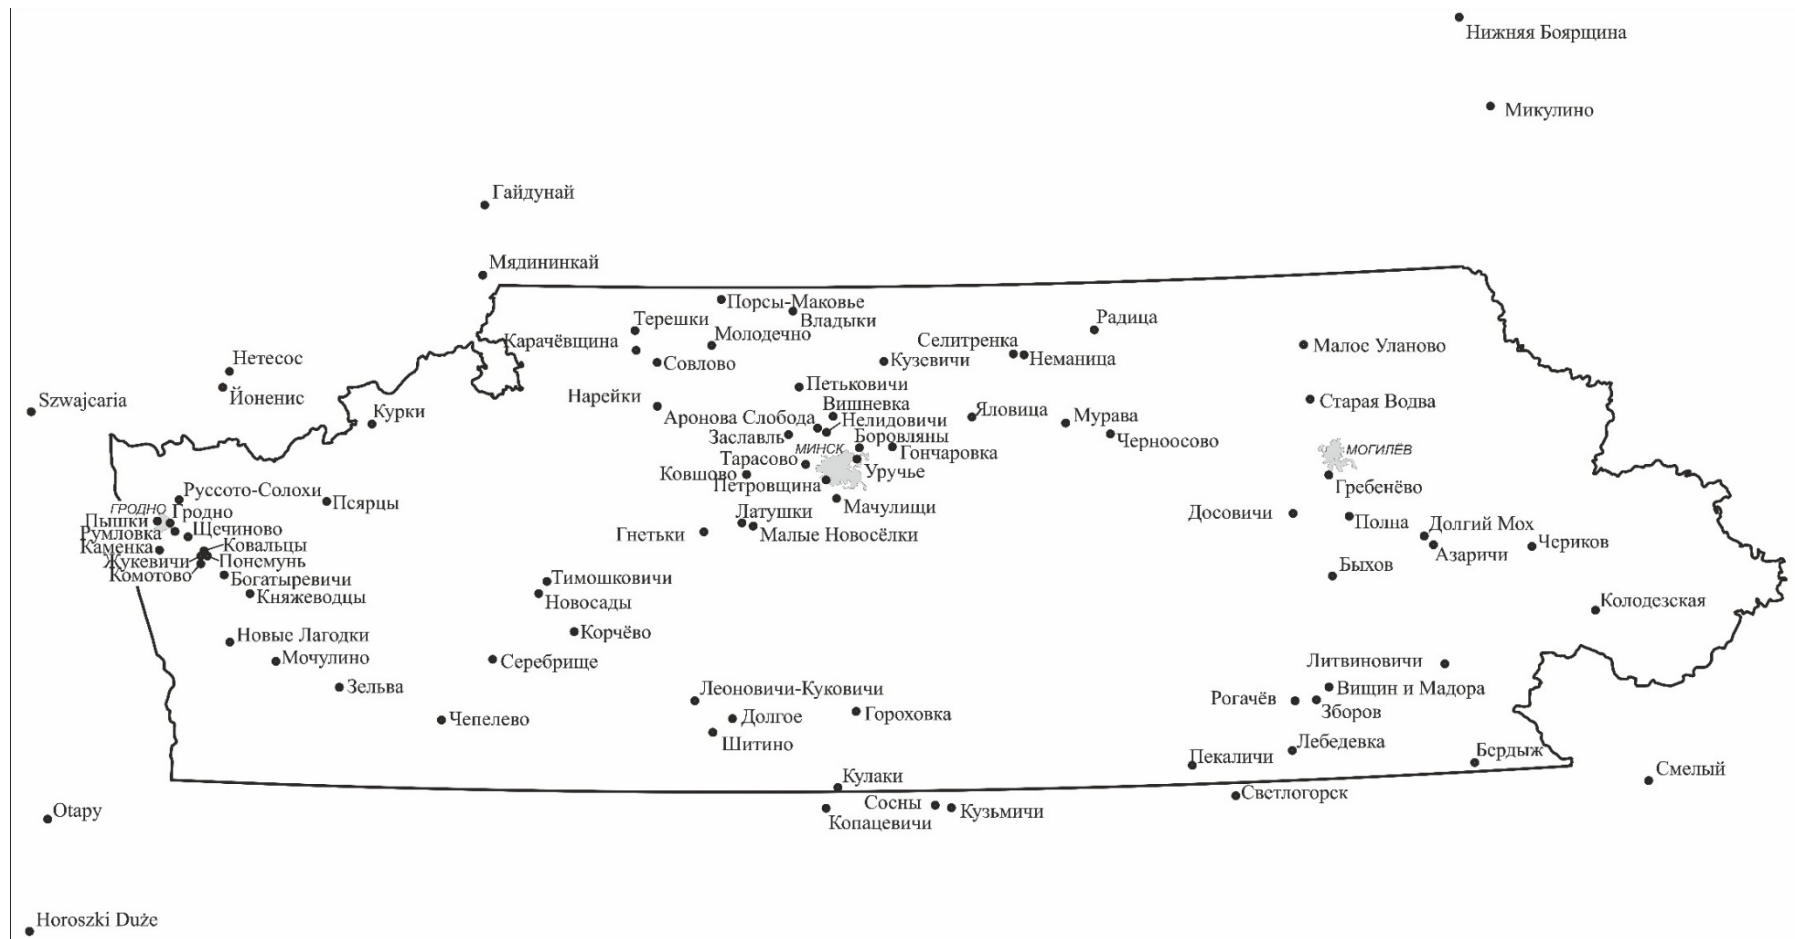 Нижняя Боярщина
Микулино
Гайдунай
Мядининкай
Порсы-Маковье
Владыки
Терешки
Молодечно
Радица
Карачёвщина
Селитренка
Неманица
Малое Уланово
Нетесос
Совлово
Кузевичи
Йоненис
Szwajcaria
Петьковичи
Нарейки
Курки
Вишневка
Аронова Слобода
Нелидовичи
Яловица
Мурава
Старая Водва
Заславль
Боровляны
Черноосово
МИНСК
Гончаровка
МОГИЛЁВ
Тарасово
Ковшово
Уручье
Петровщина
Гребенёво
Руссото-Солохи
Псярцы
ГРОДНО
Гродно
Мачулищи
Пышки
Латушки
Досовичи
Полна
Долгий Мох
Румловка
Щечиново
Гнетьки
Малые Новосёлки
Каменка
Ковальцы
Чериков
Азаричи
Жукевичи
Понемунь
Быхов
Комотово
Богатыревичи
Тимошковичи
Княжеводцы
Новосады
Колодезская
Новые Лагодки
Корчёво
Мочулино
Серебрище
Литвиновичи
Зельва
Леоновичи-Куковичи
Вищин и Мадора
Рогачёв
Зборов
Чепелево
Долгое
Гороховка
Шитино
Лебедевка
Пекаличи
Бердыж
Смелый
Кулаки
Светлогорск
Сосны
Кузьмичи
Otapy
Копацевичи
Horoszki Duże